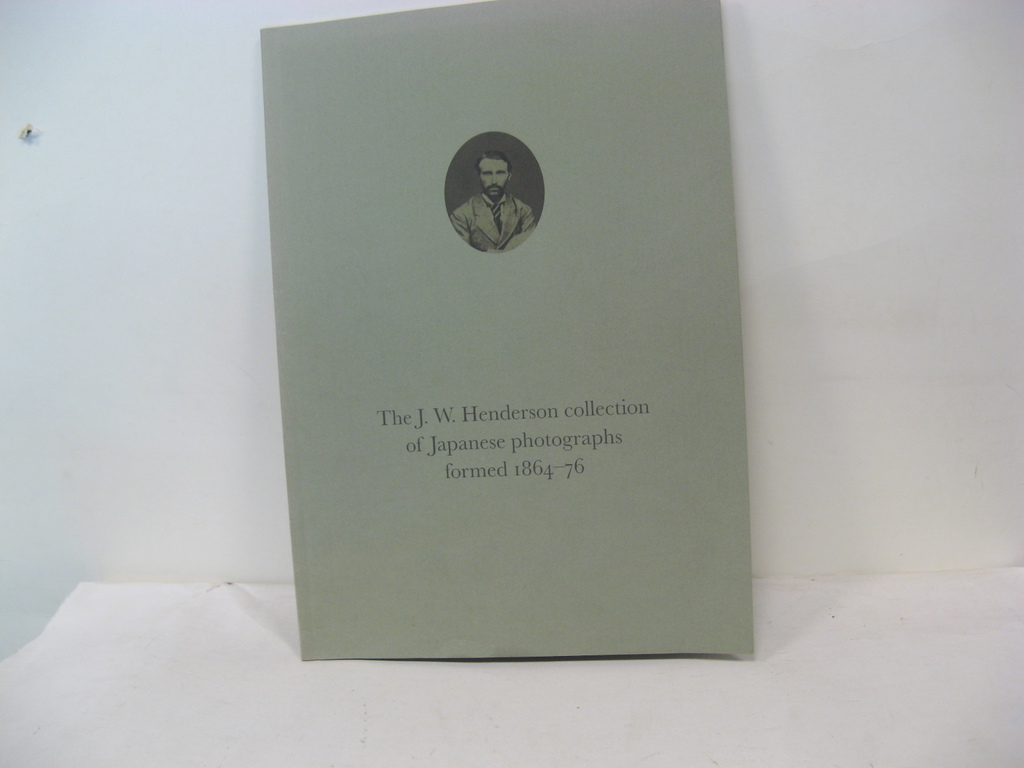 The J. W. Henderson collection
of Japanese photographs
formed 1864–76